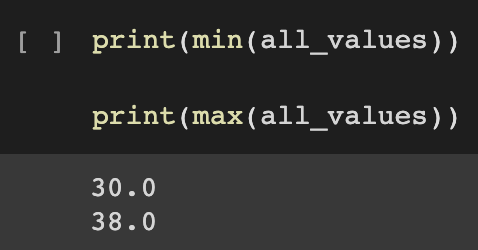 [ ] print(min(all_values))
print(max(all_values))
30.0
38.0